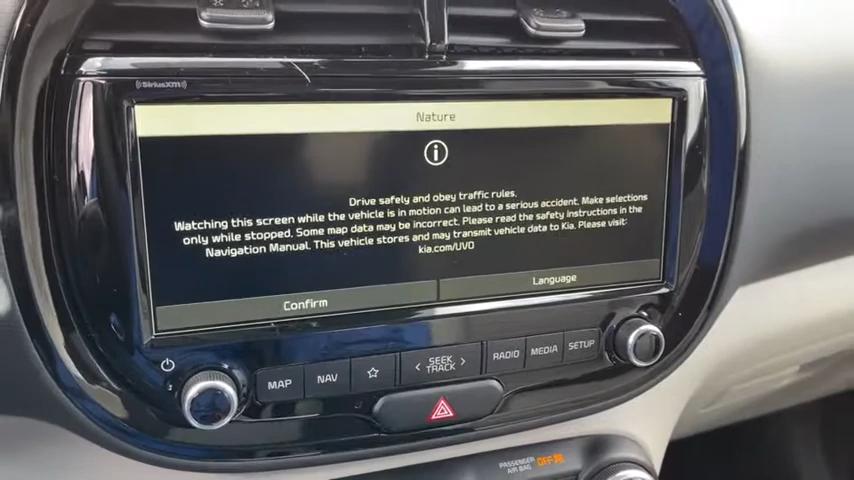 SiriusXM
Nature
Drive safely and obey traffic rules.
Watching this screen while the vehicle is in motion can lead to a serious accident. Make selections
only while stopped. Some map data may be incorrect. Please read the safety instructions in the
Navigation Manual. This vehicle stores and may transmit vehicle data to Kia. Please visit:
kia.com/UVO
Confirm Language
MAP NAV SEEK TRACK RADIO MEDIA SETUP
PASSENGER
AIR BAG OFF